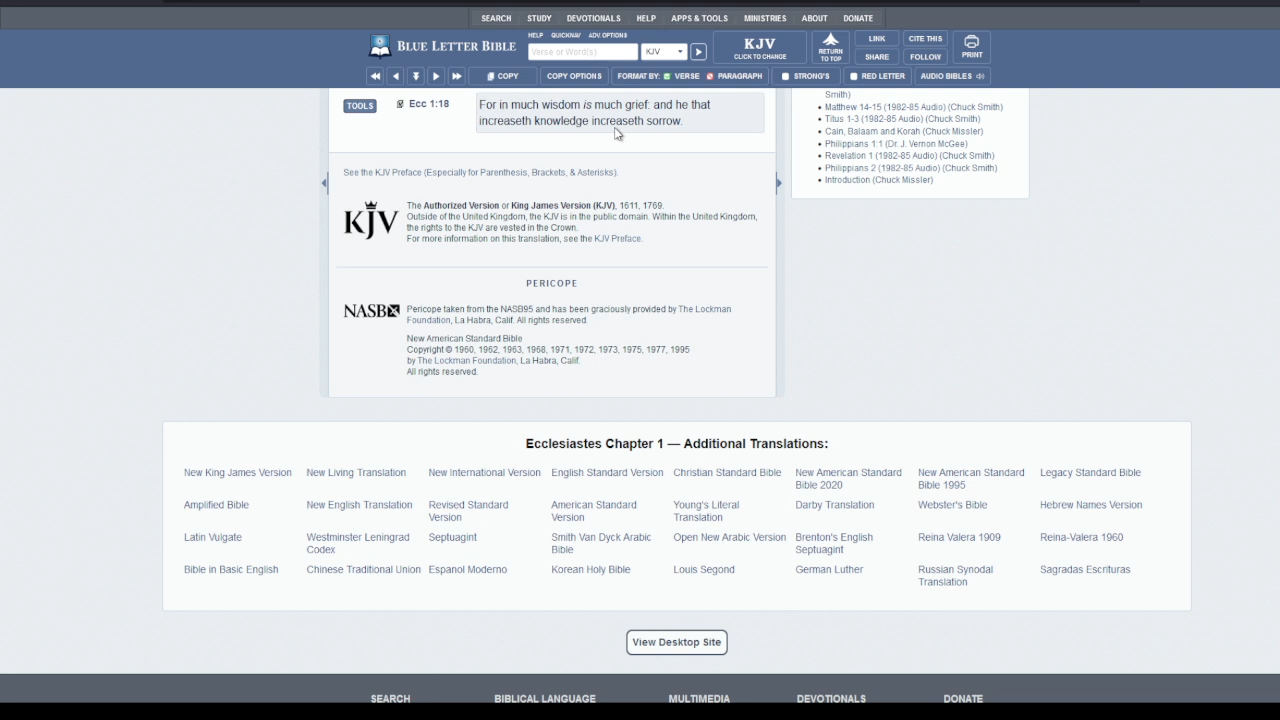 SEARCH STUDY DEVOTIONALS HELP APPS & TOOLS MINISTRIES ABOUT DONATE
BLUE LETTER BIBLE
HELP QUICKNAV ADV. OPTIONS
Verse or Word(s) KJV
KJV
CLICK TO CHANGE
RETURN
TO TOP
LINK CITE THIS
SHARE FOLLOW
PRINT
COPY COPY OPTIONS FORMAT BY: VERSE PARAGRAPH STRONG'S RED LETTER AUDIO BIBLES
TOOLS Ecc 1:18 For in much wisdom is much grief: and he that
increaseth knowledge increaseth sorrow.
See the KJV Preface (Especially for Parenthesis, Brackets, & Asterisks).
KJV
The Authorized Version or King James Version (KJV), 1611, 1769.
Outside of the United Kingdom, the KJV is in the public domain. Within the United Kingdom,
the rights to the KJV are vested in the Crown.
For more information on this translation, see the KJV Preface.
PERICOPE
NASB
Pericope taken from the NASB95 and has been graciously provided by The Lockman
Foundation, La Habra, Calif. All rights reserved.
New American Standard Bible
Copyright © 1960, 1962, 1963, 1968, 1971, 1972, 1973, 1975, 1977, 1995
by The Lockman Foundation, La Habra, Calif.
All rights reserved.
Smith)
Matthew 14-15 (1982-85 Audio) (Chuck Smith)
Titus 1-3 (1982-85 Audio) (Chuck Smith)
Cain, Balaam and Korah (Chuck Missler)
Philippians 1:1 (Dr. J. Vernon McGee)
Revelation 1 (1982-85 Audio) (Chuck Smith)
Philippians 2 (1982-85 Audio) (Chuck Smith)
Introduction (Chuck Missler)
Ecclesiastes Chapter 1 — Additional Translations:
New King James Version New Living Translation New International Version English Standard Version Christian Standard Bible New American Standard New American Standard Legacy Standard Bible
Bible 2020 Bible 1995
Amplified Bible New English Translation Revised Standard American Standard Young's Literal Darby Translation Webster's Bible Hebrew Names Version
Version Version Translation
Latin Vulgate Westminster Leningrad Septuagint Smith Van Dyck Arabic Open New Arabic Version Brenton's English Reina Valera 1909 Reina-Valera 1960
Codex Bible Septuagint
Bible in Basic English Chinese Traditional Union Espanol Moderno Korean Holy Bible Louis Segond German Luther Russian Synodal Sagradas Escrituras
Translation
View Desktop Site
SEARCH BIBLICAL LANGUAGE MULTIMEDIA DEVOTIONALS DONATE